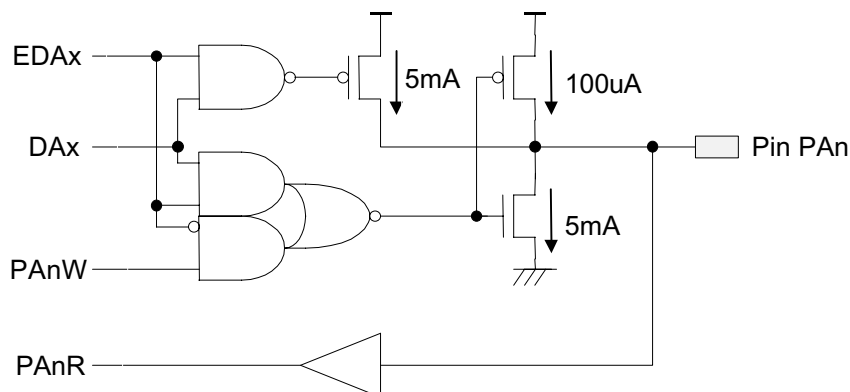 EDAx
5mA
100uA
DAx
Pin PAn
5mA
PAnW
PAnR